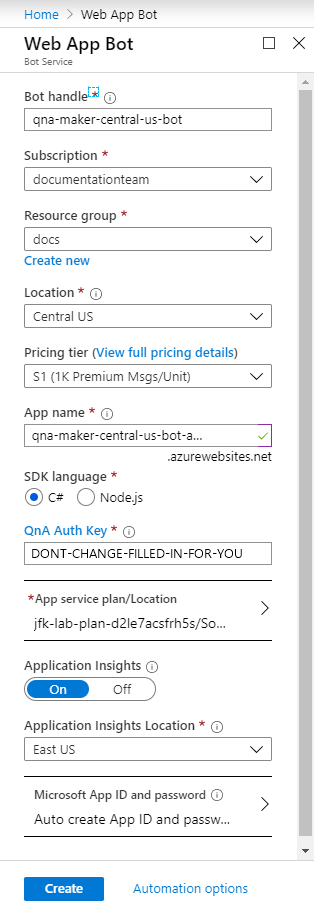 Home > Web App Bot
Web App Bot
Bot Service
Bot handle *
qna-maker-central-us-bot
Subscription *
documentationteam
Resource group *
docs
Create new
Location *
Central US
Pricing tier (View full pricing details)
S1 (1K Premium Msgs/Unit)
App name *
qna-maker-central-us-bot-a...
.azurewebsites.net
SDK language *
C# Node.js
QnA Auth Key *
DONT-CHANGE-FILLED-IN-FOR-YOU
*App service plan/Location
jfk-lab-plan-d2le7acsfrh5s/So...
Application Insights
On Off
Application Insights Location *
East US
Microsoft App ID and password
Auto create App ID and passw...
Create Automation options